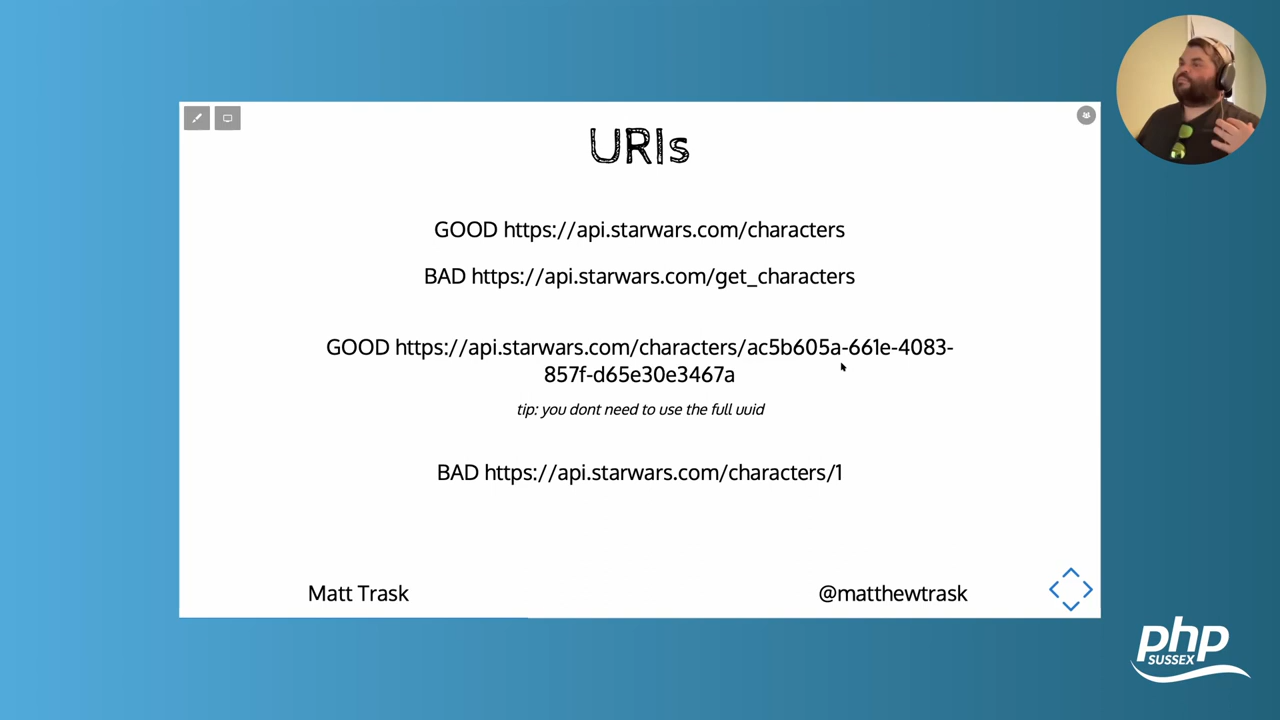 URIs
GOOD https://api.starwars.com/characters
BAD https://api.starwars.com/get_characters
GOOD https://api.starwars.com/characters/ac5b605a-661e-4083-
857f-d65e30e3467a
tip: you dont need to use the full uuid
BAD https://api.starwars.com/characters/1
Matt Trask
@matthewtrask
php
SUSSEX